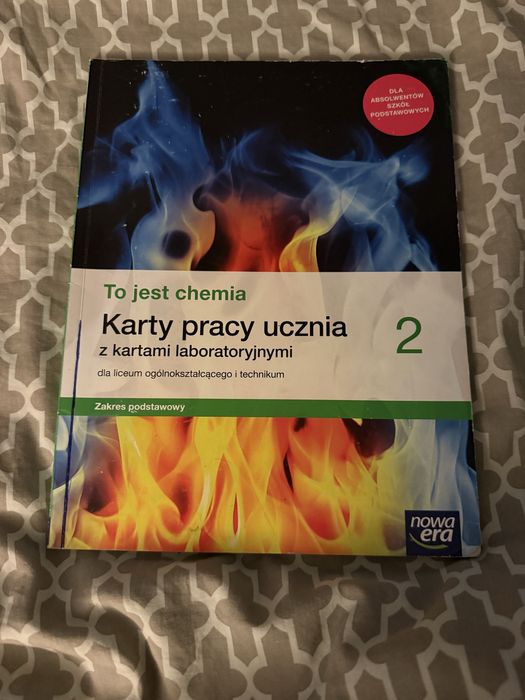 DLA
ABSOLWENTÓW
SZKÓŁ
PODSTAWOWYCH
To jest chemia
Karty pracy ucznia
z kartami laboratoryjnymi
2
dla liceum ogólnokształcącego i technikum
Zakres podstawowy
nowa
era